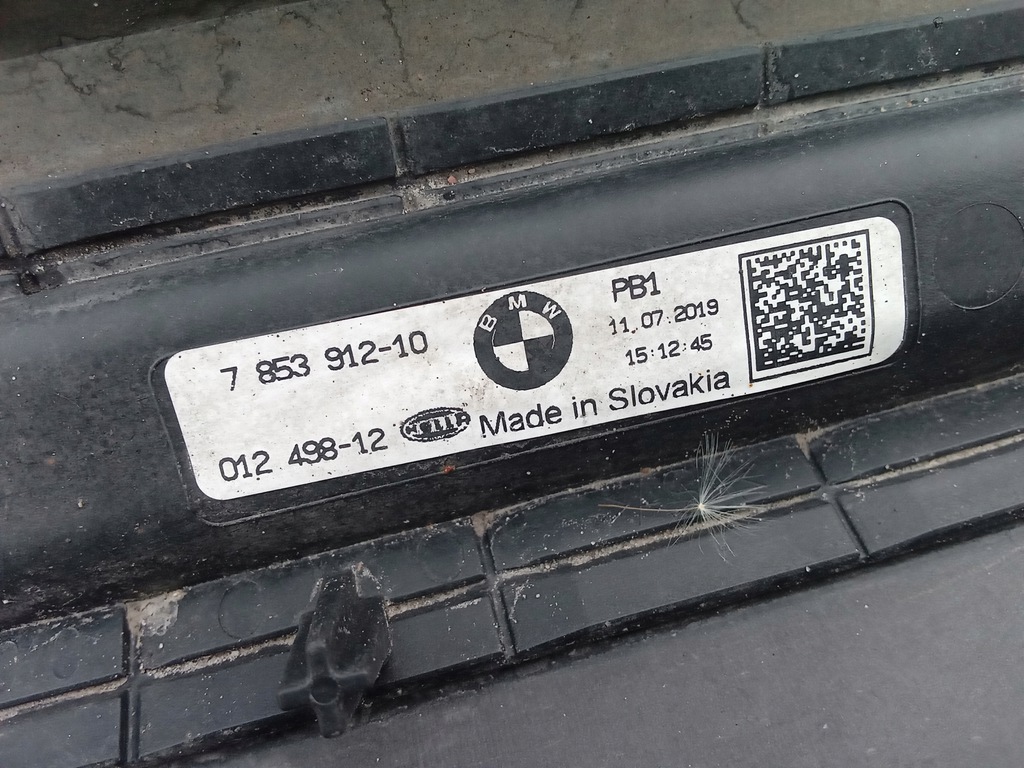 7 853 912-10
BMW
PB1
11.07.2019
15:12:45
012 498-12
HELLA
Made in Slovakia